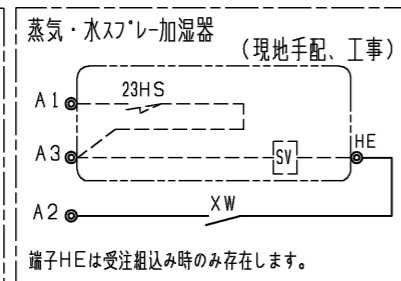 蒸気・水スプレー加湿器
(現地手配、工事)
A1
23HS
A3
SV
HE
A2
XW
端子HEは受注組込み時のみ存在します。